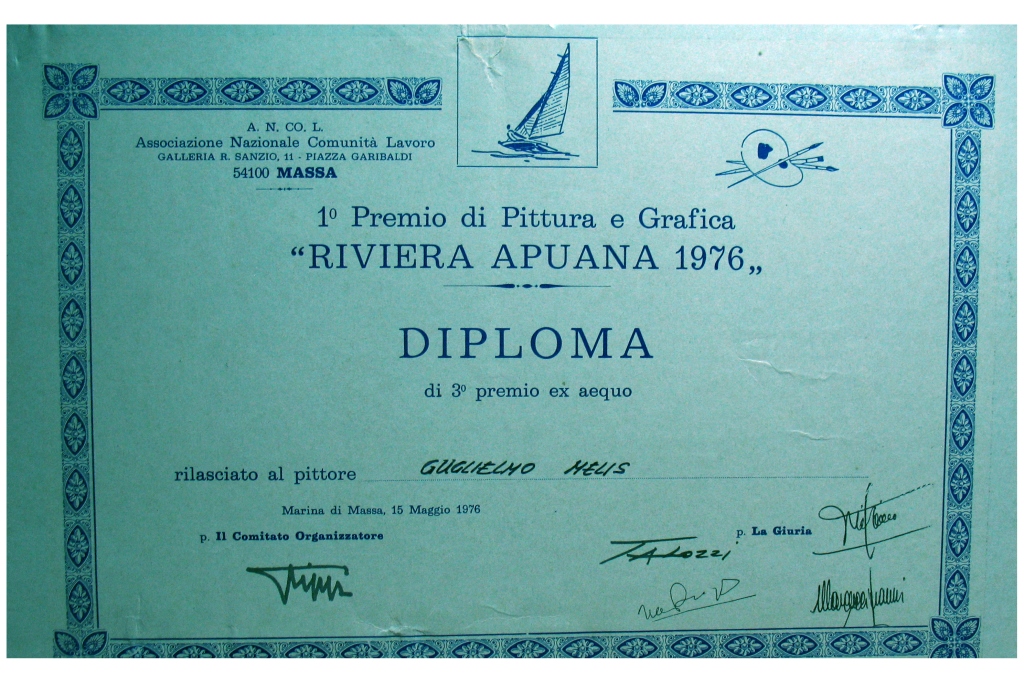 A. N. CO. L.
Associazione Nazionale Comunità Lavoro
GALLERIA R. SANZIO, 11 - PIAZZA GARIBALDI
54100 MASSA
1º Premio di Pittura e Grafica
“RIVIERA APUANA 1976„
DIPLOMA
di 3º premio ex aequo
rilasciato al pittore GUGLIELMO MELIS
Marina di Massa, 15 Maggio 1976
p. Il Comitato Organizzatore
p. La Giuria